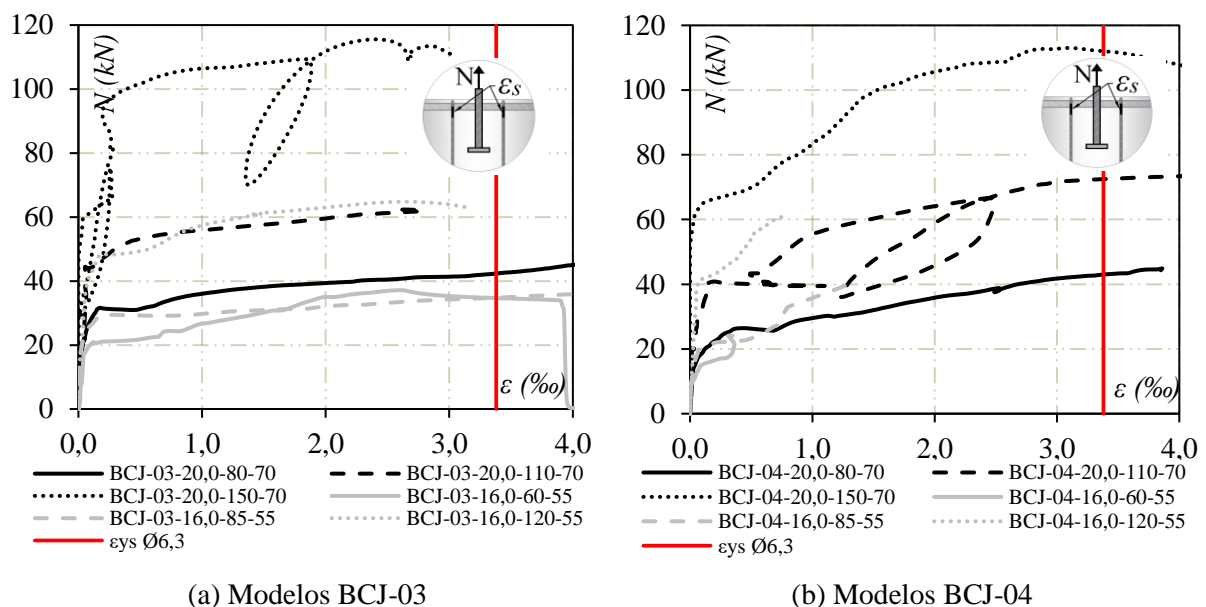 120
100
80
60
40
20
0
N (kN)
N
εs
ε (‰)
0,0 1,0 2,0 3,0 4,0
BCJ-03-20,0-80-70 BCJ-03-20,0-110-70
BCJ-03-20,0-150-70 BCJ-03-16,0-60-55
BCJ-03-16,0-85-55 BCJ-03-16,0-120-55
εys Ø6,3
(a) Modelos BCJ-03
120
100
80
60
40
20
0
N (kN)
N
εs
ε (‰)
0,0 1,0 2,0 3,0 4,0
BCJ-04-20,0-80-70 BCJ-04-20,0-110-70
BCJ-04-20,0-150-70 BCJ-04-16,0-60-55
BCJ-04-16,0-85-55 BCJ-04-16,0-120-55
εys Ø6,3
(b) Modelos BCJ-04